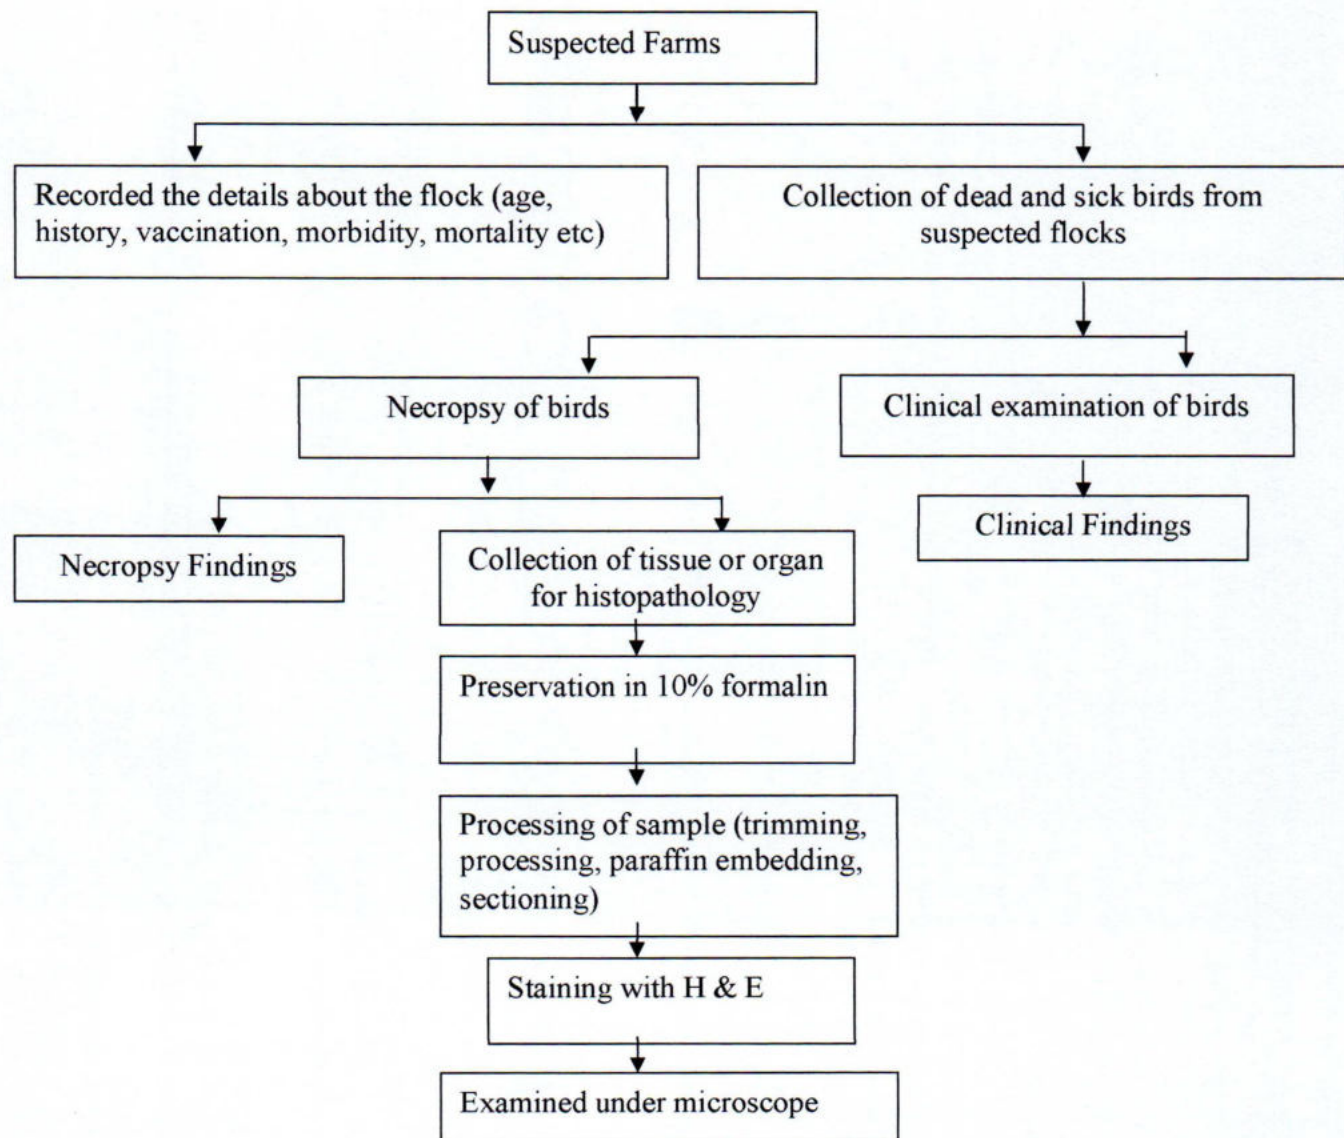 Suspected Farms
Recorded the details about the flock (age,
history, vaccination, morbidity, mortality etc)
Collection of dead and sick birds from
suspected flocks
Necropsy of birds
Clinical examination of birds
Necropsy Findings
Collection of tissue or organ
for histopathology
Clinical Findings
Preservation in 10% formalin
Processing of sample (trimming,
processing, paraffin embedding,
sectioning)
Staining with H & E
Examined under microscope